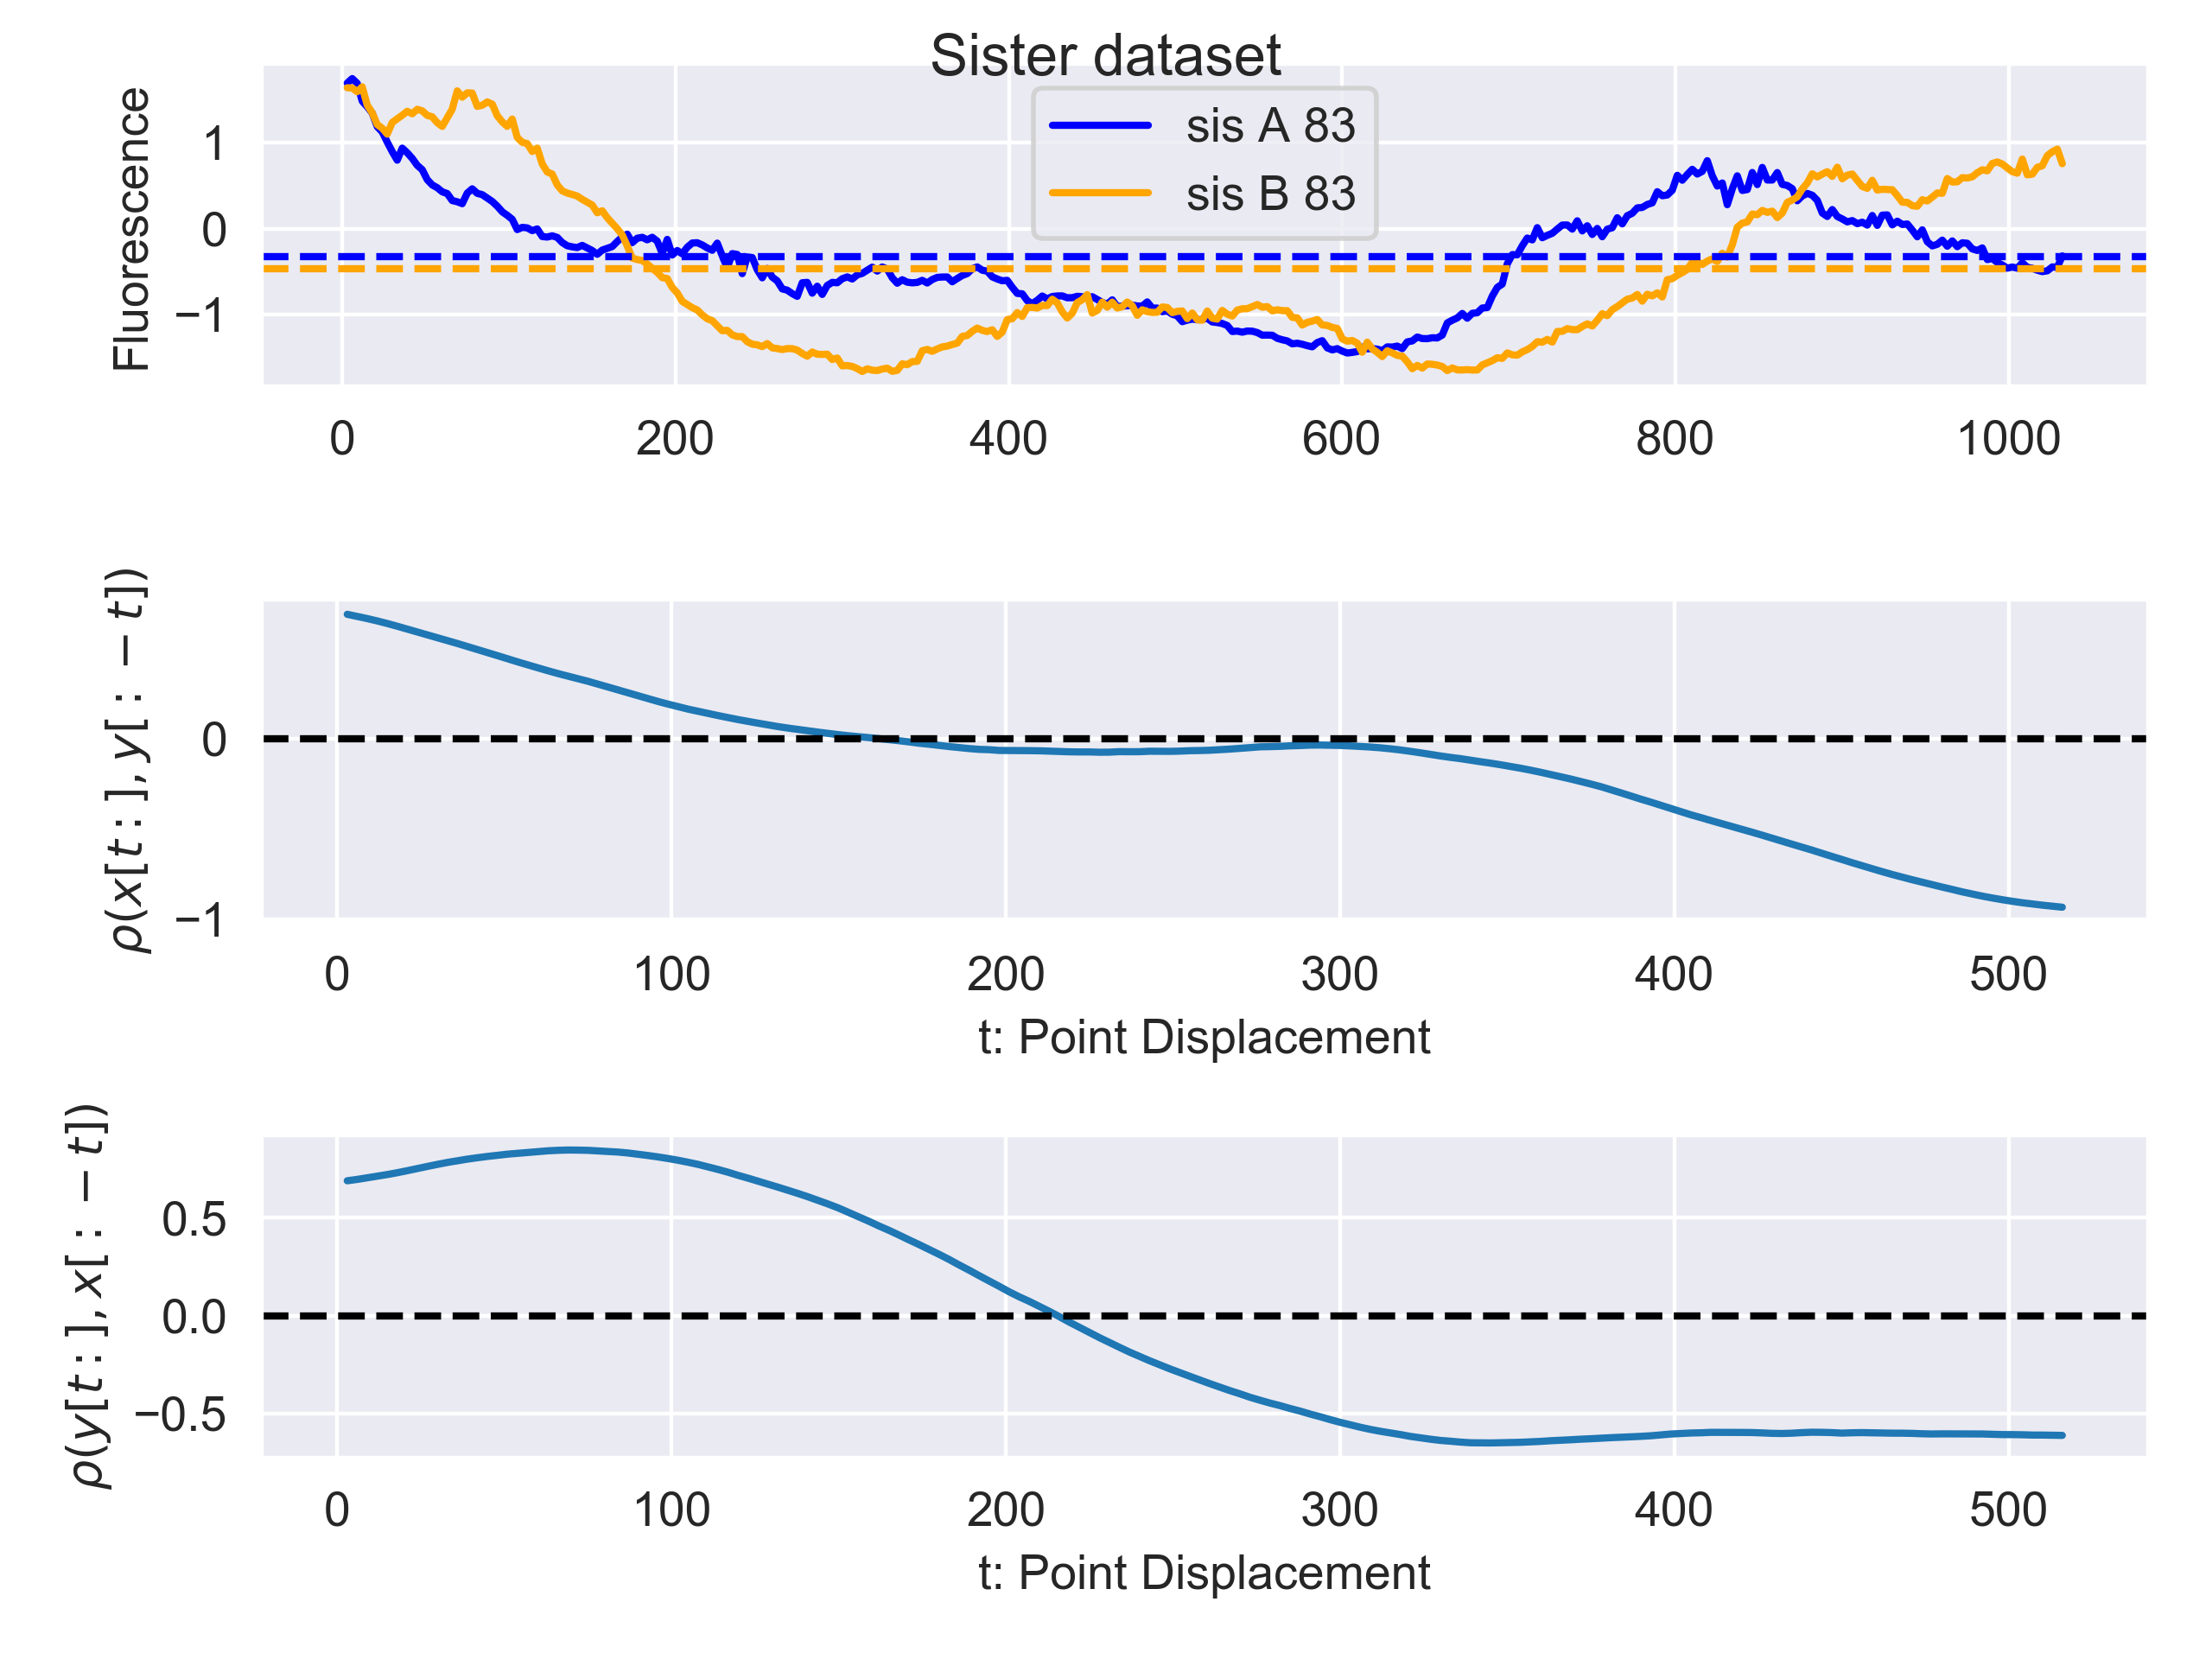 Sister dataset
Fluorescence
1
0
−1
sis A 83
sis B 83
0 200 400 600 800 1000
ρ(x[t:],y[:−t])
0
−1
0 100 200 300 400 500
t: Point Displacement
ρ(y[t:],x[:−t])
0.5
0.0
−0.5
0 100 200 300 400 500
t: Point Displacement